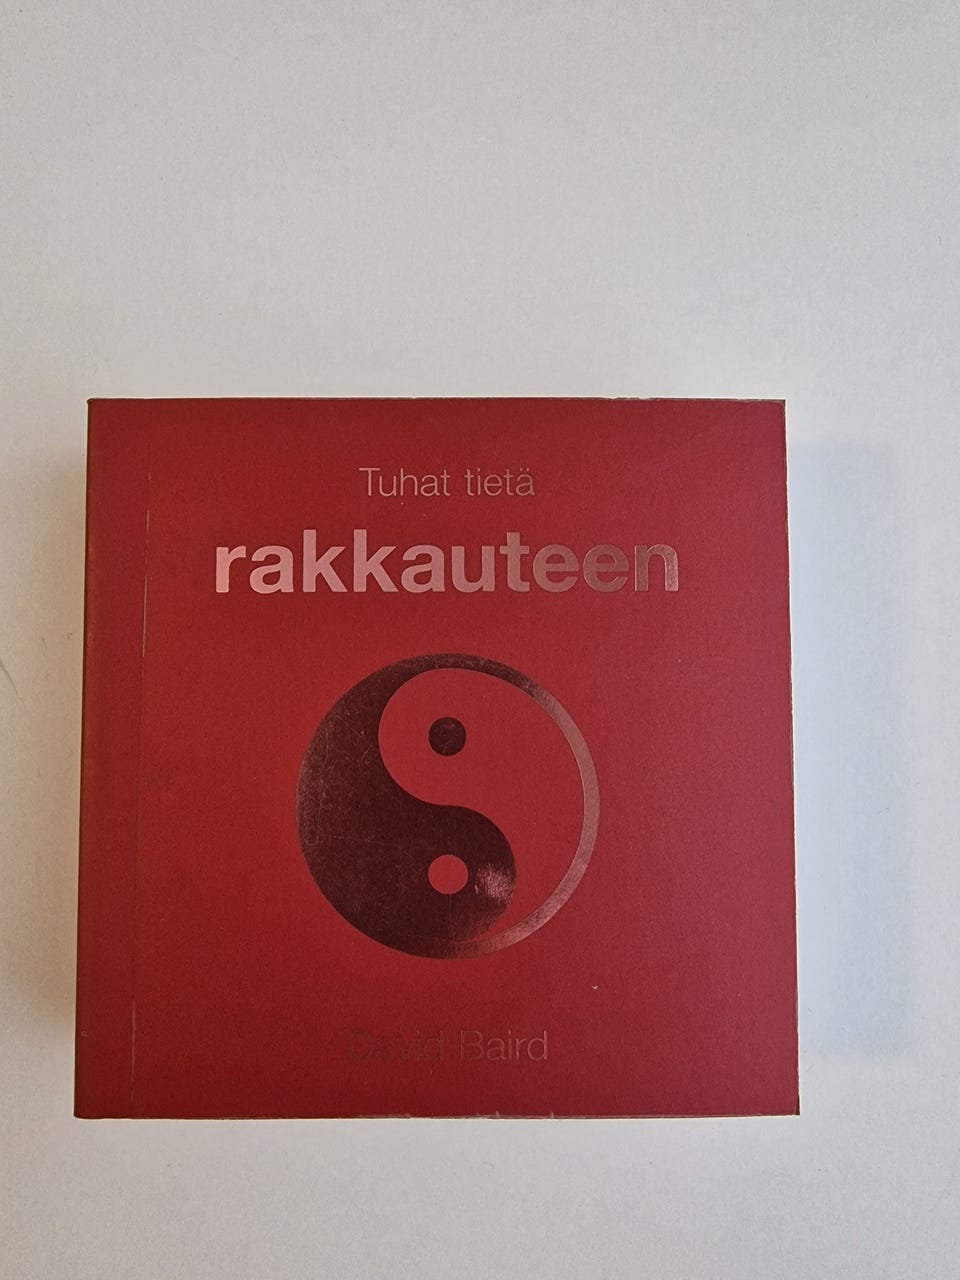 Tuhat tietä
rakkauteen
David Baird